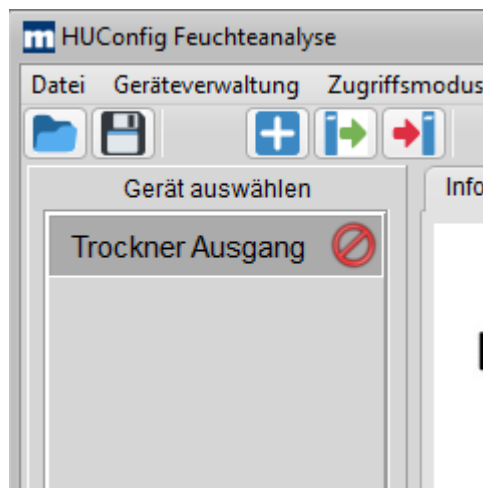 HUConfig Feuchteanalyse
Datei Geräteverwaltung Zugriffsmodus
Gerät auswählen
Info
Trockner Ausgang